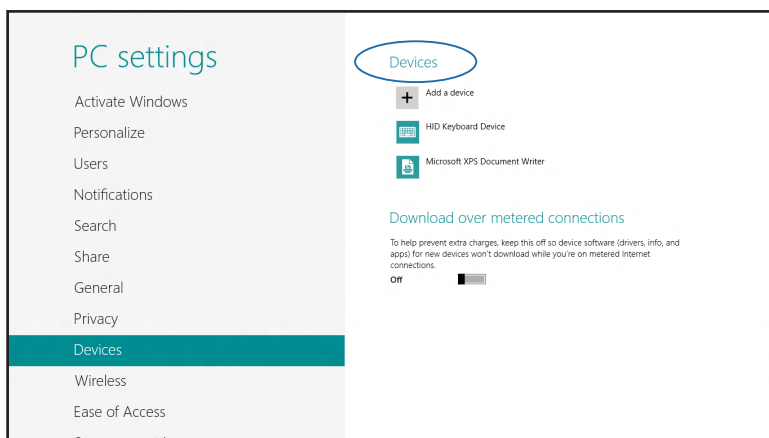 PC settings
Activate Windows
Personalize
Users
Notifications
Search
Share
General
Privacy
Devices
Wireless
Ease of Access
Devices
Add a device
HID Keyboard Device
Microsoft XPS Document Writer
Download over metered connections
To help prevent extra charges, keep this off so device software (drivers, info, and
apps) for new devices won't download while you're on metered Internet
connections.
Off